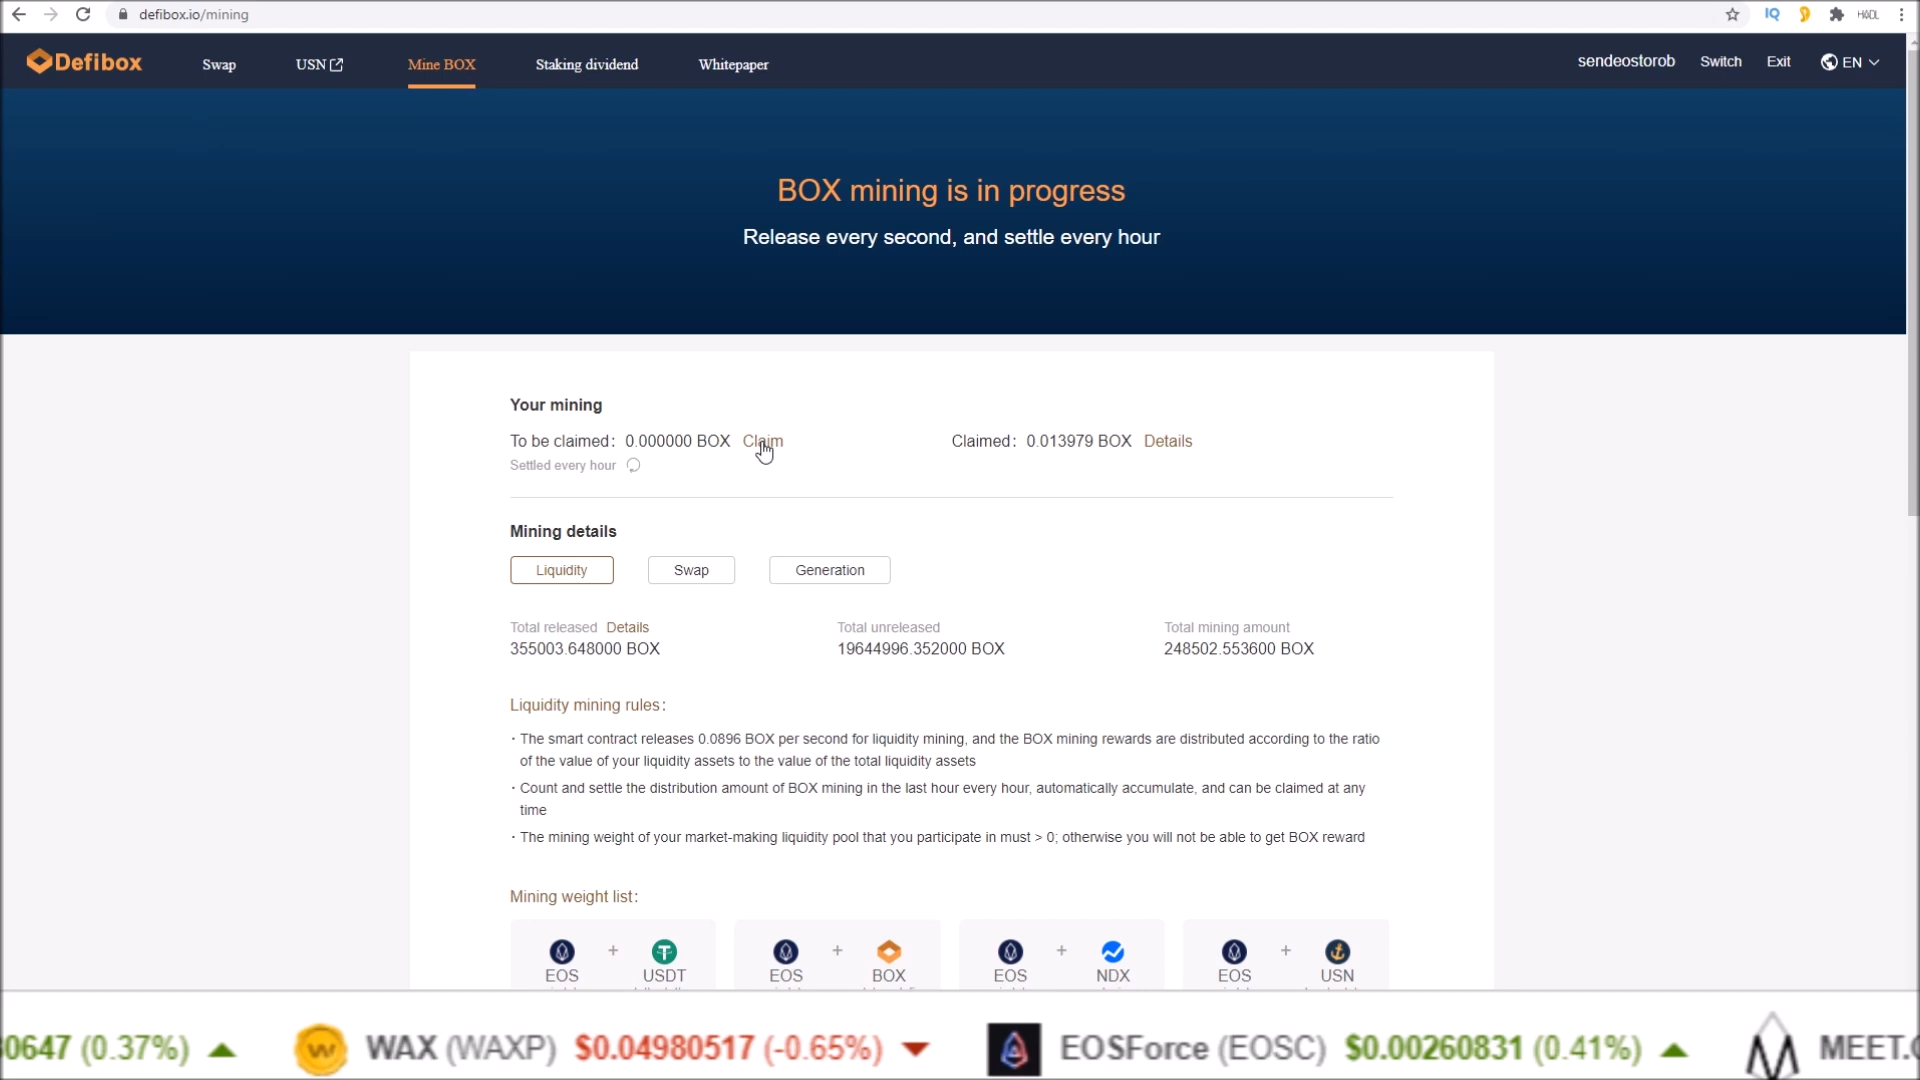 defibox.io/mining
IQ
HADL
Defibox
Swap
USN
Mine BOX
Staking dividend
Whitepaper
sendeostorob
Switch
Exit
EN
BOX mining is in progress
Release every second, and settle every hour
Your mining
To be claimed: 0.000000 BOX Claim
Claimed: 0.013979 BOX Details
Settled every hour
Mining details
Liquidity
Swap
Generation
Total released Details
Total unreleased
Total mining amount
355003.648000 BOX
19644996.352000 BOX
248502.553600 BOX
Liquidity mining rules:
· The smart contract releases 0.0896 BOX per second for liquidity mining, and the BOX mining rewards are distributed according to the ratio
of the value of your liquidity assets to the value of the total liquidity assets
· Count and settle the distribution amount of BOX mining in the last hour every hour, automatically accumulate, and can be claimed at any
time
· The mining weight of your market-making liquidity pool that you participate in must > 0; otherwise you will not be able to get BOX reward
Mining weight list:
+ + + +
EOS USDT EOS BOX EOS NDX EOS USN
0647 (0.37%) WAX (WAXP) $0.04980517 (-0.65%) EOSForce (EOSC) $0.00260831 (0.41%) MEET.